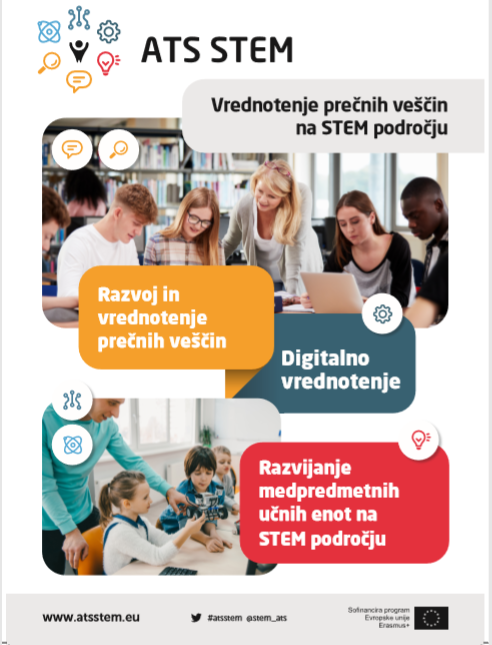 ATS STEM
Vrednotenje prečnih veščin
na STEM področju
Razvoj in
vrednotenje
prečnih veščin
Digitalno
vrednotenje
Razvijanje
medpredmetnih
učnih enot na
STEM področju
www.atsstem.eu
#atsstem @stem_ats
Sofinancira program
Evropske unije
Erasmus+